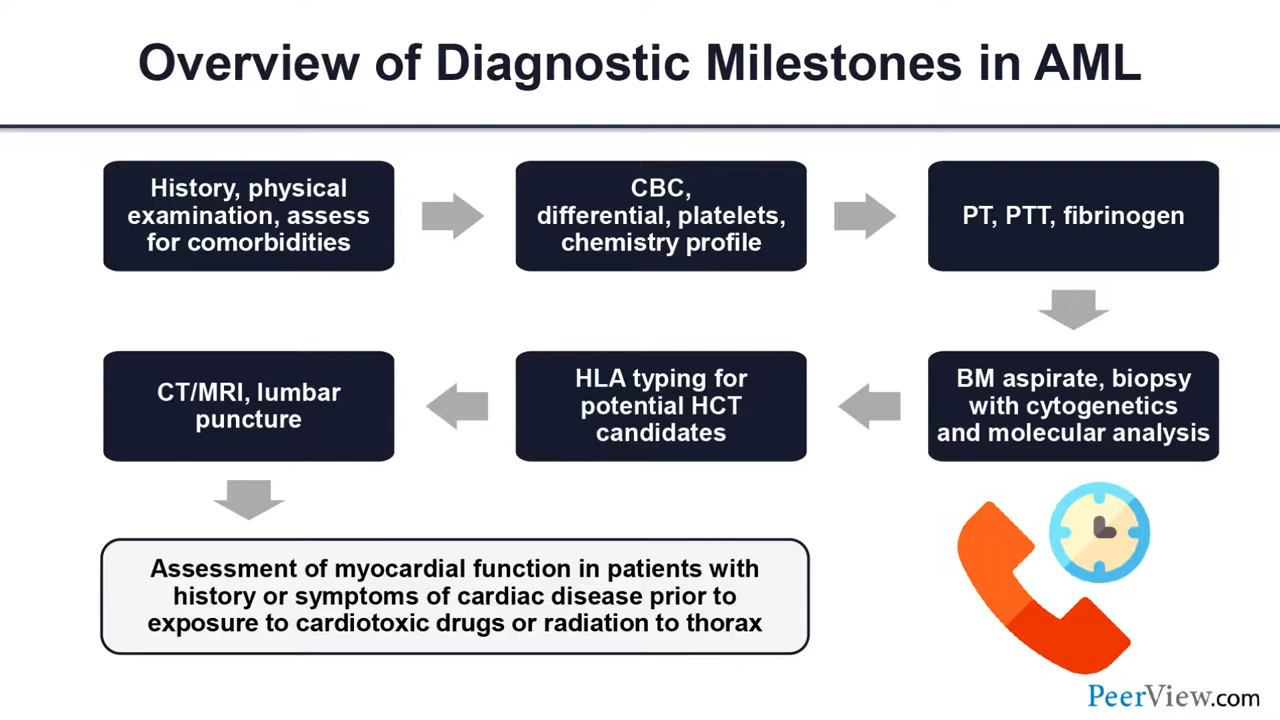 Overview of Diagnostic Milestones in AML
History, physical
examination, assess
for comorbidities
CBC,
differential, platelets,
chemistry profile
PT, PTT, fibrinogen
BM aspirate, biopsy
with cytogenetics
and molecular analysis
HLA typing for
potential HCT
candidates
CT/MRI, lumbar
puncture
Assessment of myocardial function in patients with
history or symptoms of cardiac disease prior to
exposure to cardiotoxic drugs or radiation to thorax
PeerView.com